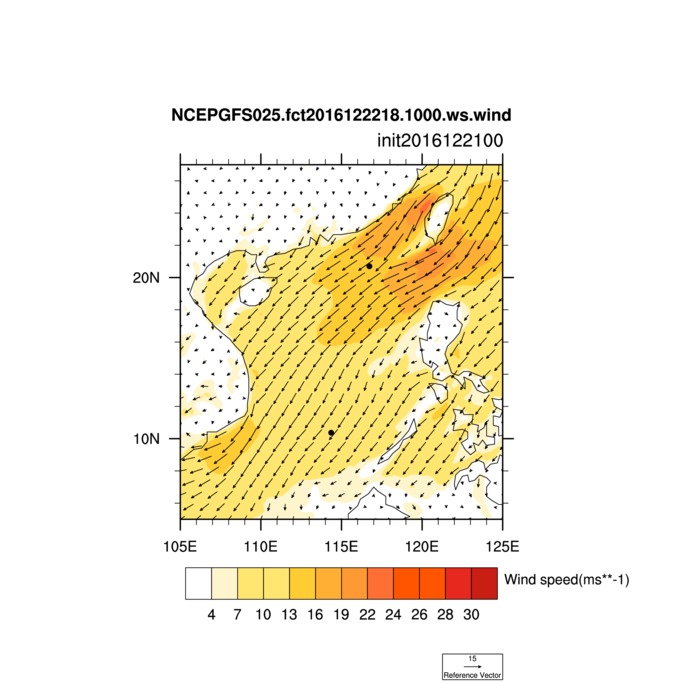 NCEPGFS025.fct2016122218.1000.ws.wind
init2016122100
20N
10N
105E 110E 115E 120E 125E
Wind speed(ms**-1)
4 7 10 13 16 19 22 24 26 28 30
15
Reference Vector